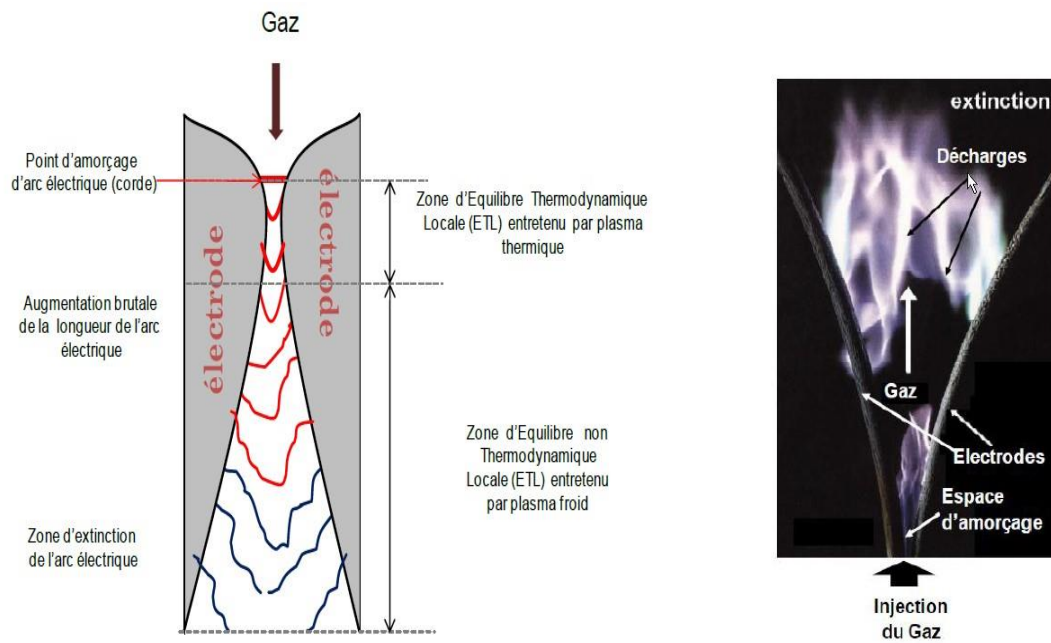 Gaz
Point d'amorçage
d'arc électrique (corde)
électrode
électrode
Zone d'Equilibre Thermodynamique
Locale (ETL) entretenu par plasma
thermique
Augmentation brutale
de la longueur de l'arc
électrique
Zone d'Equilibre non
Thermodynamique
Locale (ETL) entretenu
par plasma froid
Zone d'extinction
de l'arc électrique
extinction
Décharges
Gaz
Electrodes
Espace
d'amorçage
Injection
du Gaz